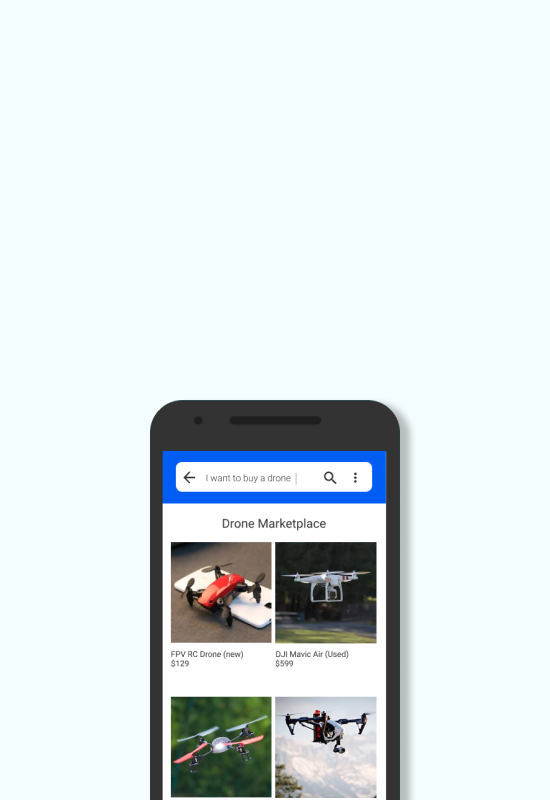 I want to buy a drone
Drone Marketplace
FPV RC Drone (new)
$129
DJI Mavic Air (Used)
$599